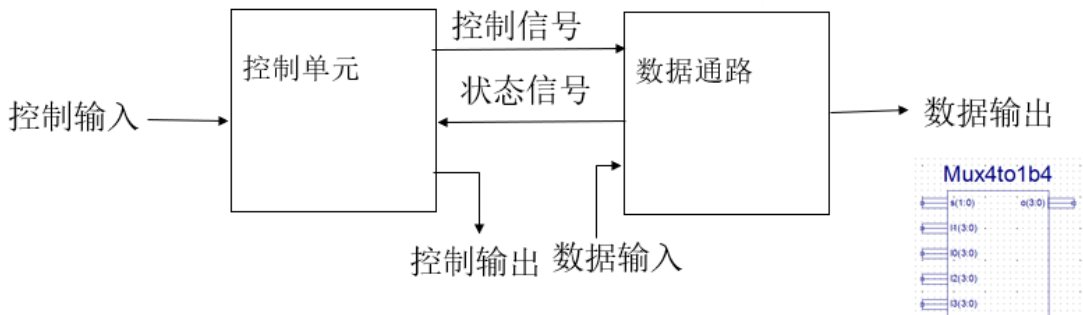 控制信号
控制单元
数据通路
状态信号
控制输入
数据输出
控制输出
数据输入
Mux4to1b4
s(1:0)
o(3:0)
I1(3:0)
I0(3:0)
I2(3:0)
I3(3:0)